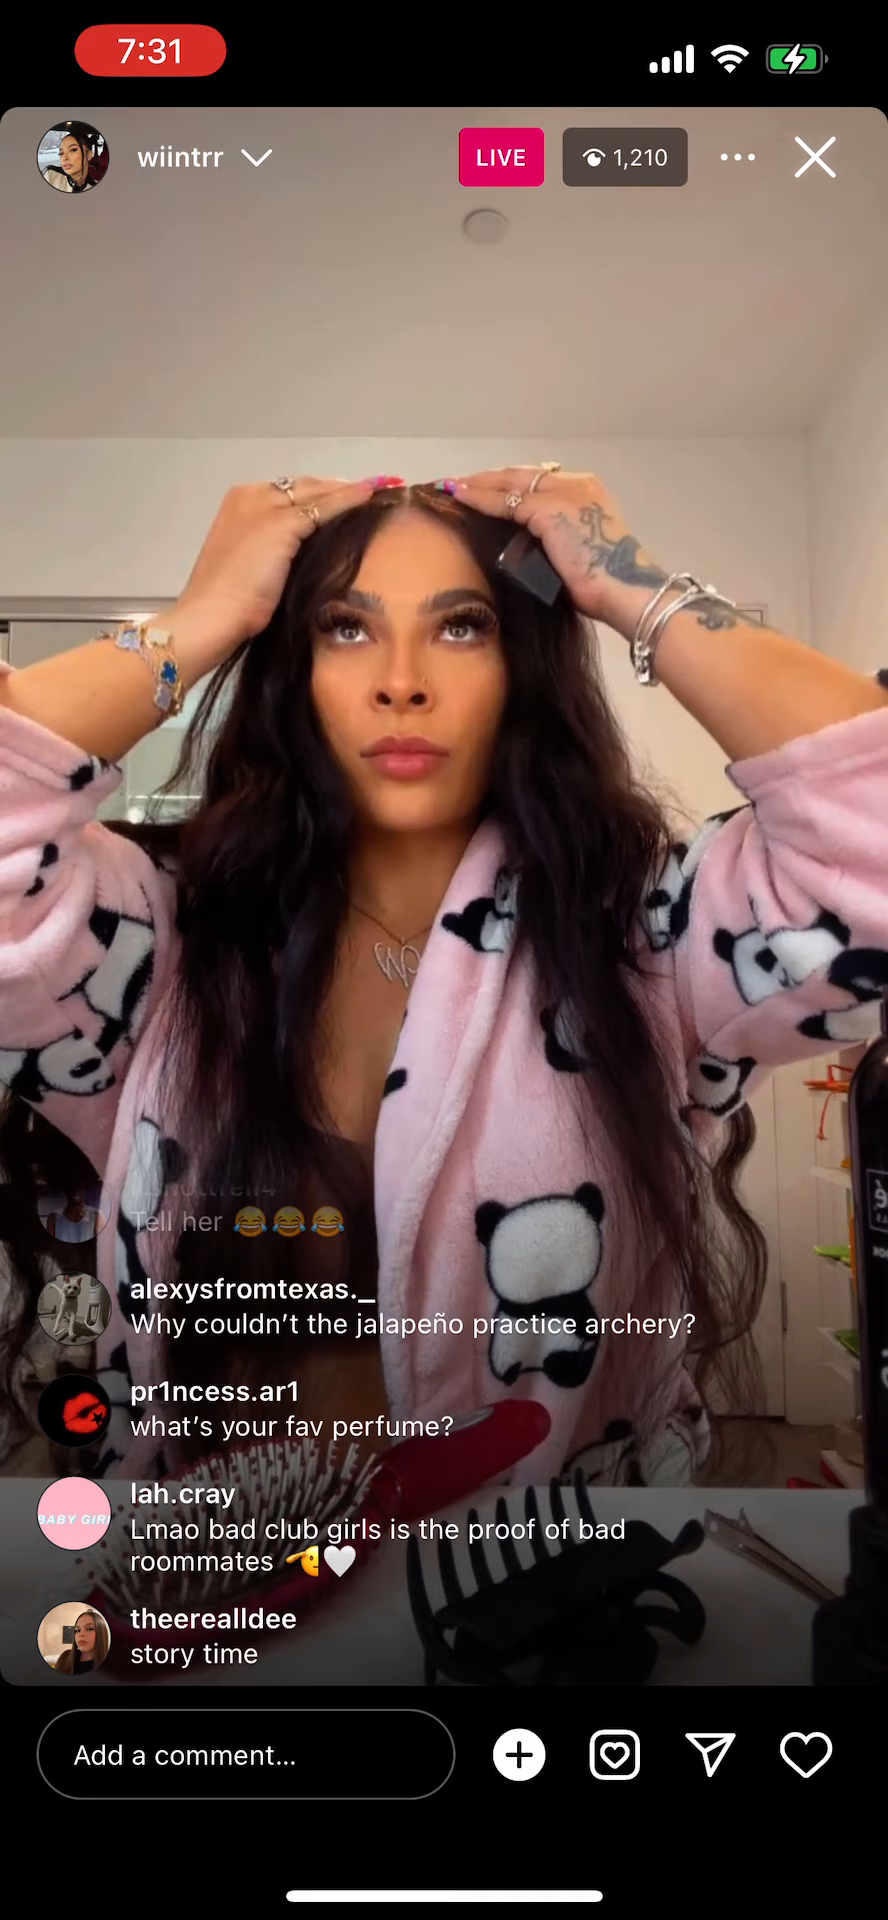 7:31
wiintrr
LIVE
1,210
Tell her 😂😂😂
alexysfromtexas._
Why couldn’t the jalapeño practice archery?
pr1ncess.ar1
what’s your fav perfume?
BABY GIRL
lah.cray
Lmao bad club girls is the proof of bad
roommates 🫡🤍
theerealldee
story time
Add a comment...